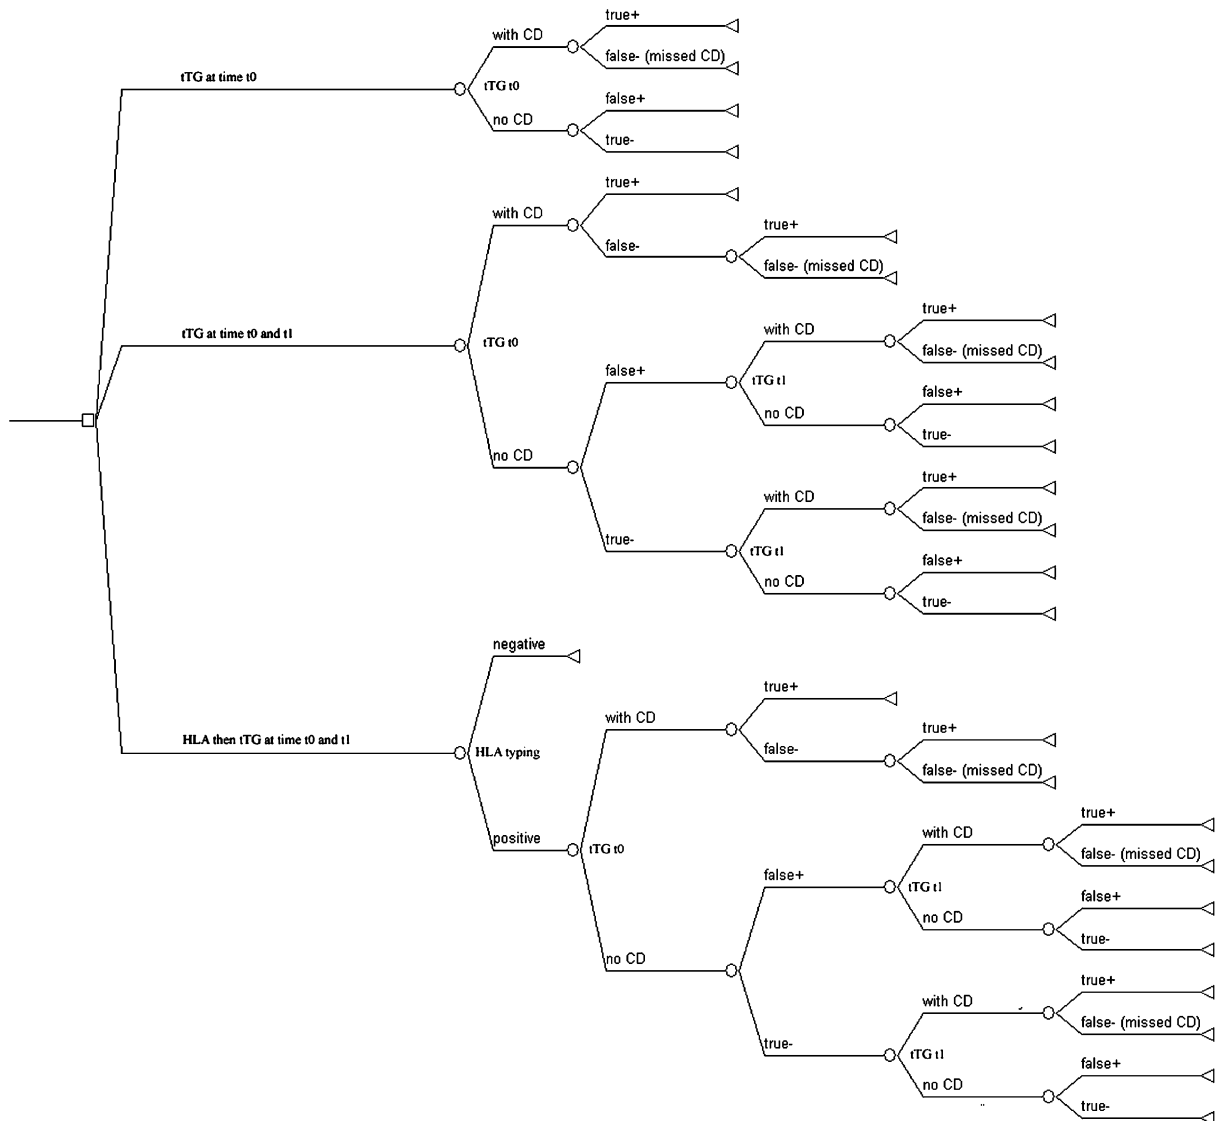 true+
with CD
false- (missed CD)
tTG at time t0
tTG t0
false+
no CD
true-
true+
with CD
true+
false-
false- (missed CD)
true+
with CD
tTG at time t0 and t1
tTG t0
false- (missed CD)
false+
tTG t1
false+
no CD
true-
no CD
true+
with CD
false- (missed CD)
true-
tTG t1
false+
no CD
true-
negative
true+
with CD
true+
HLA then tTG at time t0 and t1
HLA typing
false-
false- (missed CD)
true+
positive
tTG t0
with CD
false- (missed CD)
false+
tTG t1
false+
no CD
true-
no CD
true+
with CD
false- (missed CD)
true-
tTG t1
false+
no CD
true-